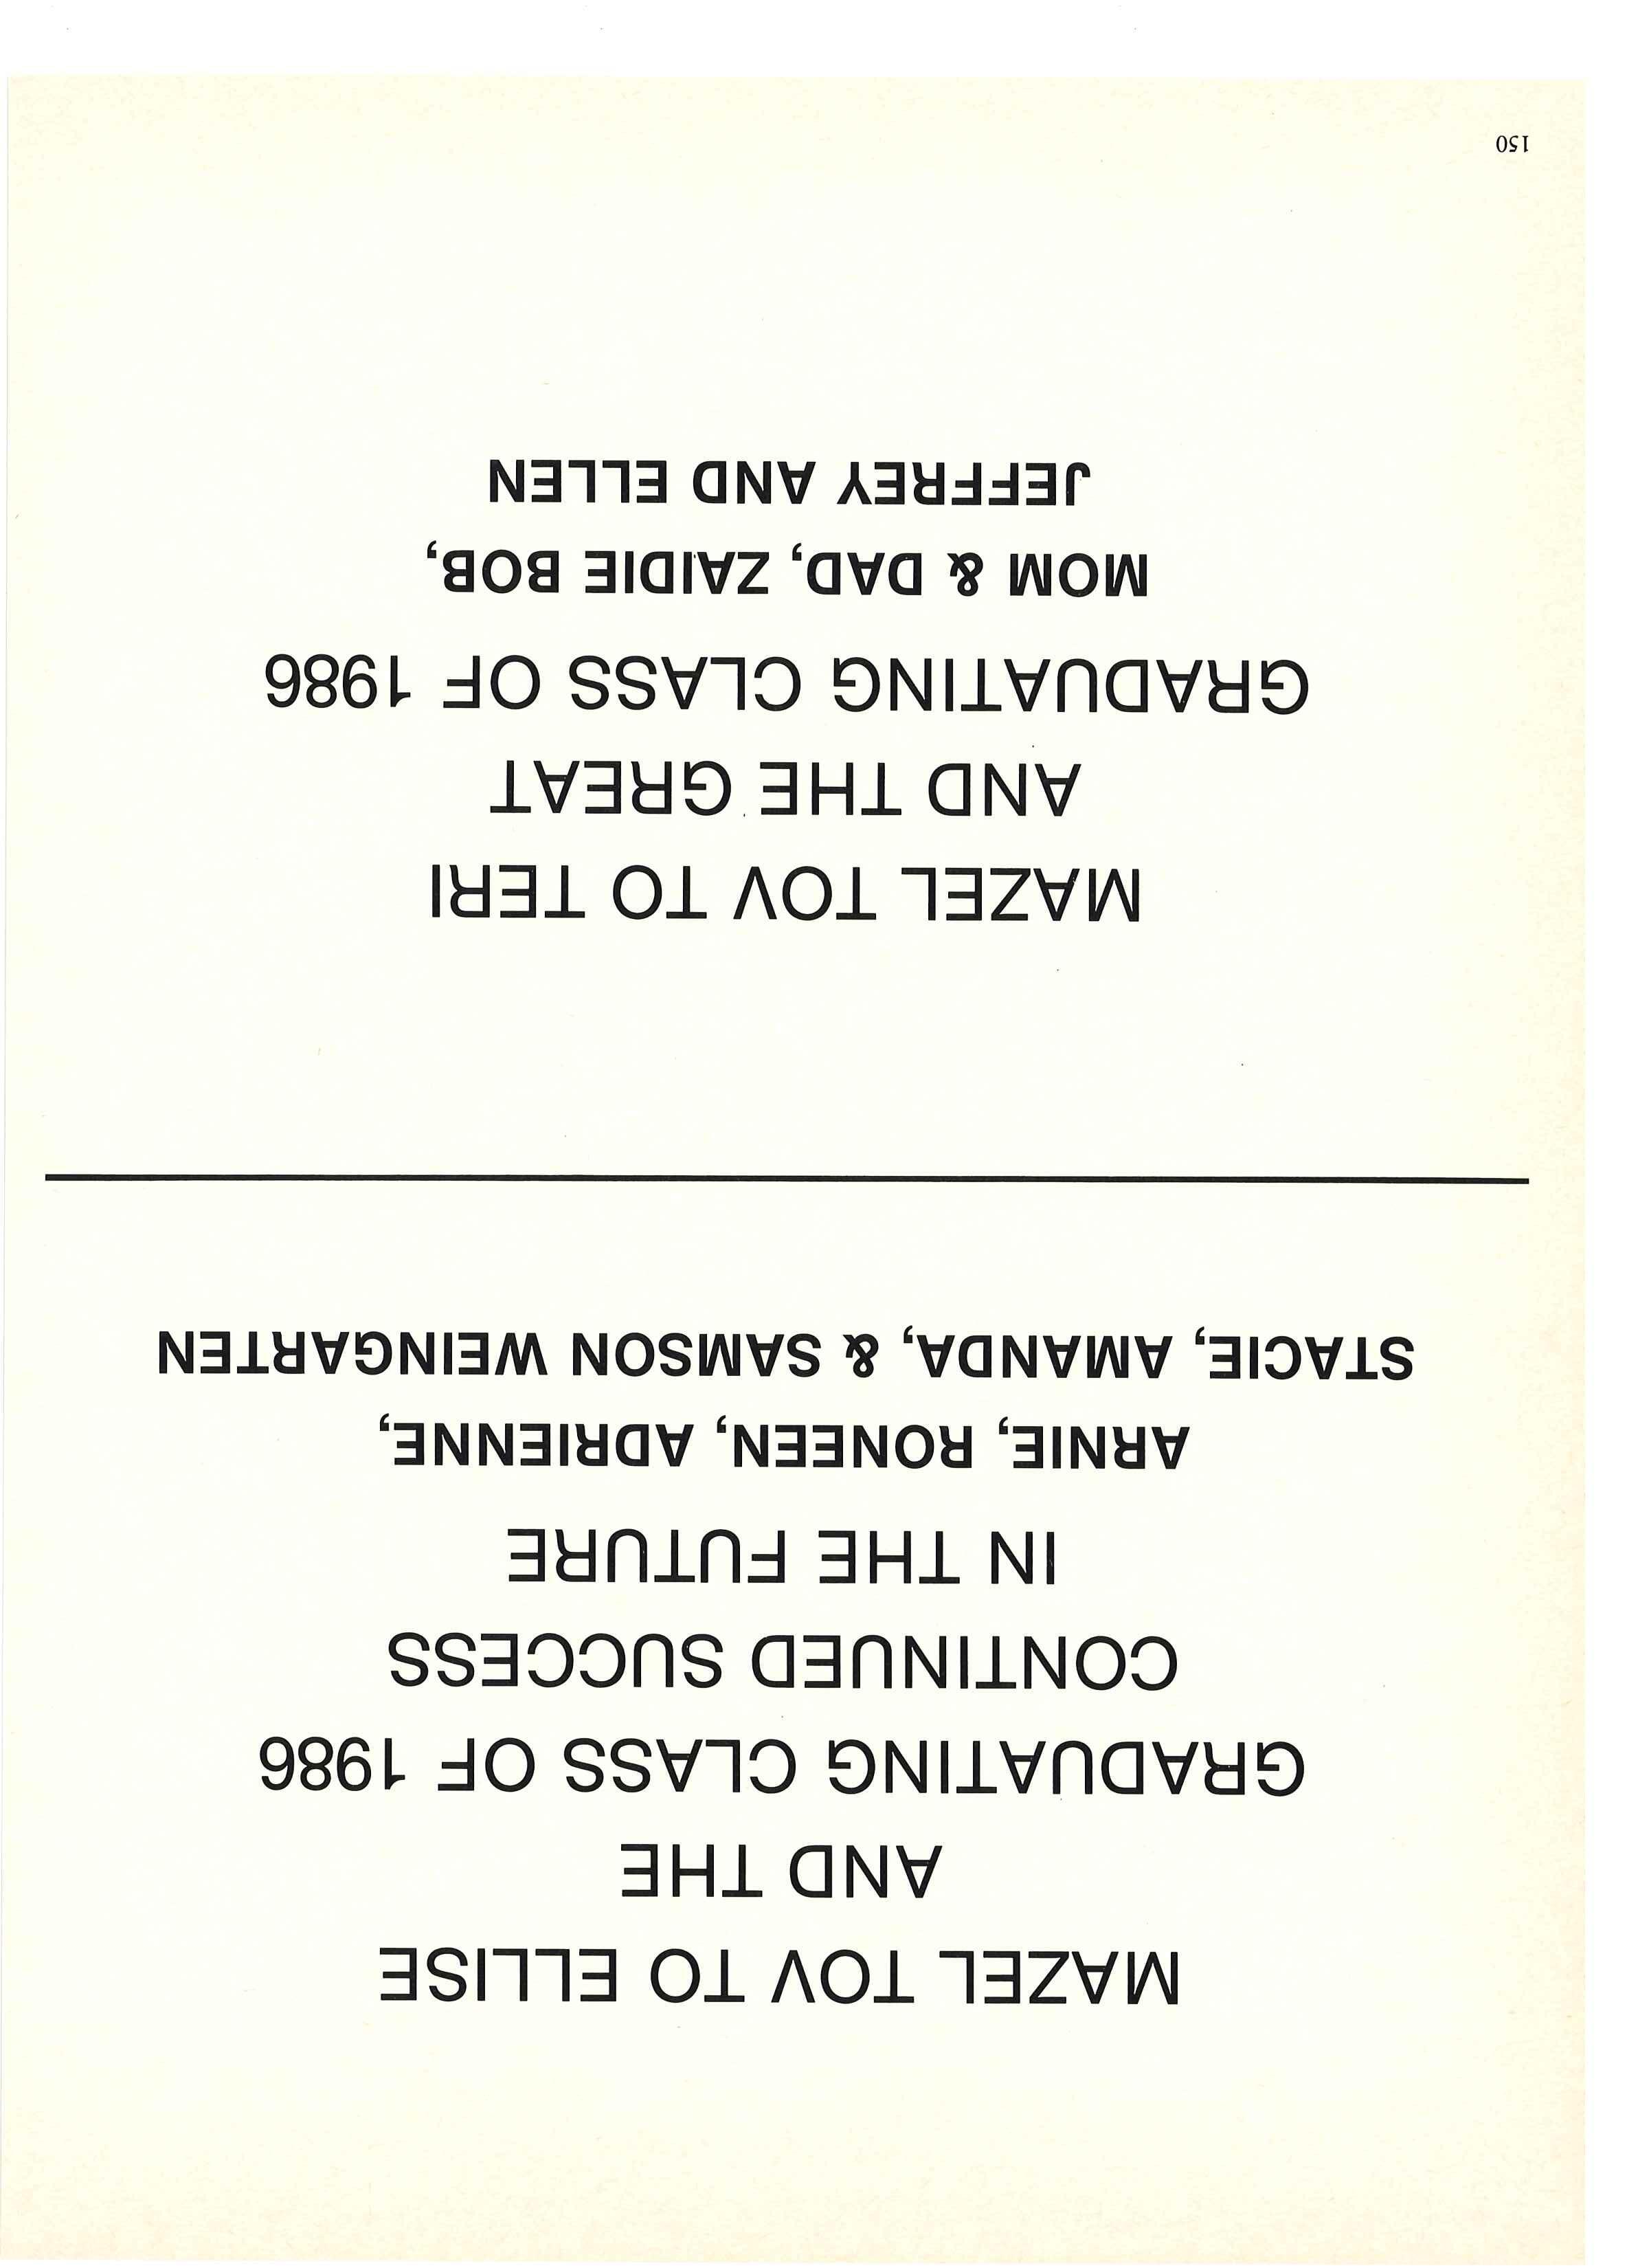 MAZEL TOV TO ELLISE
AND THE
GRADUATING CLASS OF 1986
CONTINUED SUCCESS
IN THE FUTURE
ARNIE, RONEEN, ADRIENNE,
STACIE, AMANDA, & SAMSON WEINGARTEN
MAZEL TOV TO TERI
AND THE GREAT
GRADUATING CLASS OF 1986
MOM & DAD, ZAIDIE BOB,
JEFFREY AND ELLEN
150